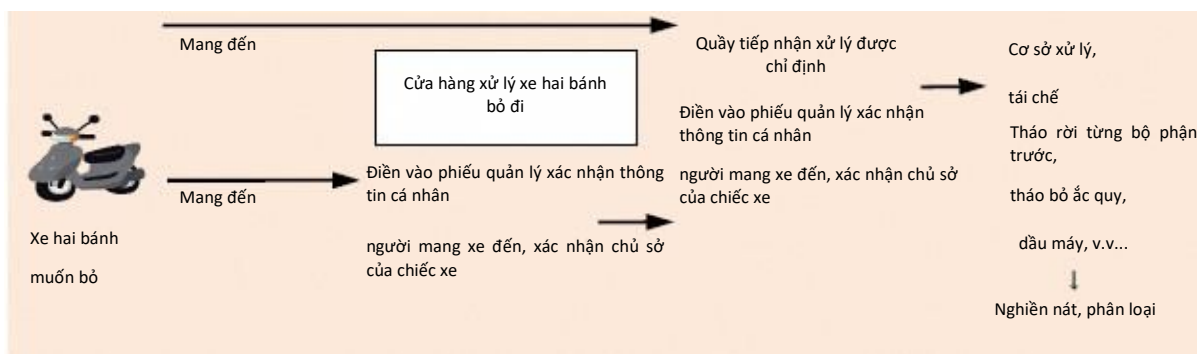 Mang đến
Cửa hàng xử lý xe hai bánh
bỏ đi
Quầy tiếp nhận xử lý được
chỉ định
Cơ sở xử lý,
tái chế
Điền vào phiếu quản lý xác nhận
thông tin cá nhân
người mang xe đến, xác nhận chủ sở
của chiếc xe
Tháo rời từng bộ phận
trước,
tháo bỏ ắc quy,
dầu máy, v.v...
↓
Nghiền nát, phân loại
Mang đến
Điền vào phiếu quản lý xác nhận thông
tin cá nhân
người mang xe đến, xác nhận chủ sở
của chiếc xe
Xe hai bánh
muốn bỏ